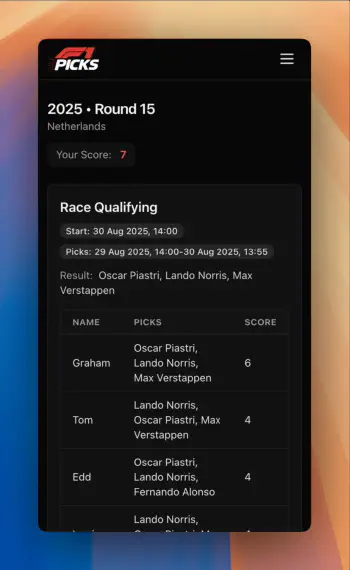 F1
PICKS
2025 • Round 15
Netherlands
Your Score: 7
Race Qualifying
Start: 30 Aug 2025, 14:00
Picks: 29 Aug 2025, 14:00-30 Aug 2025, 13:55
Result: Oscar Piastri, Lando Norris, Max
Verstappen
NAME PICKS SCORE
Oscar Piastri,
Graham Lando Norris, 6
Max Verstappen
Lando Norris,
Tom Oscar Piastri, Max 4
Verstappen
Oscar Piastri,
Edd Lando Norris, 4
Fernando Alonso
Lando Norris,